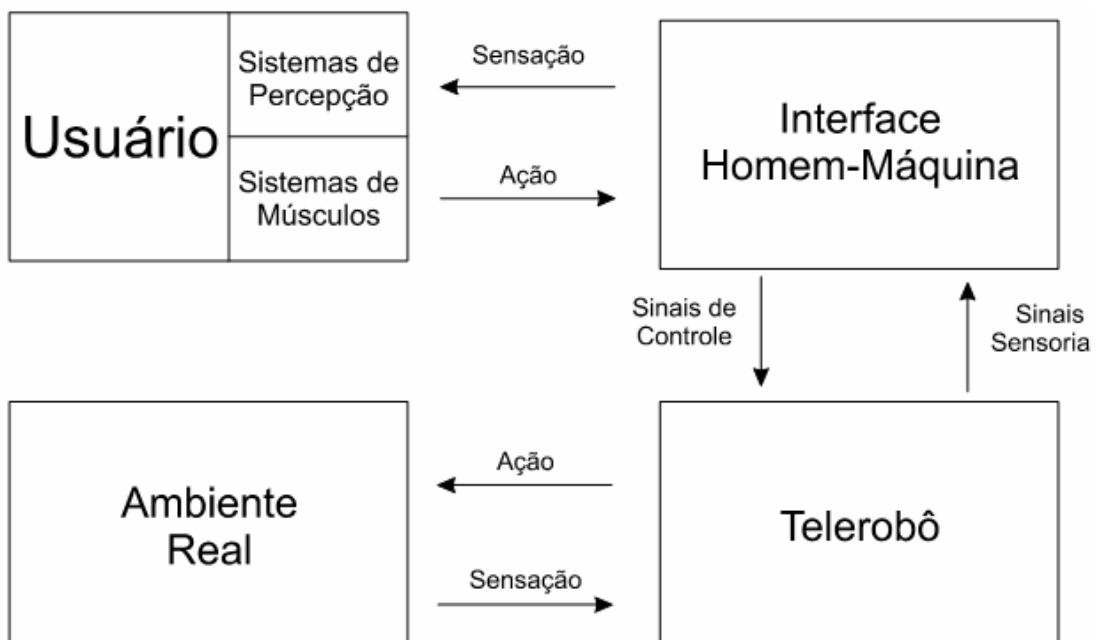 Usuário
Sistemas de
Percepção
Sistemas de
Músculos
Sensação
Ação
Interface
Homem-Máquina
Sinais de
Controle
Sinais
Sensoria
Ambiente
Real
Ação
Sensação
Telerobô